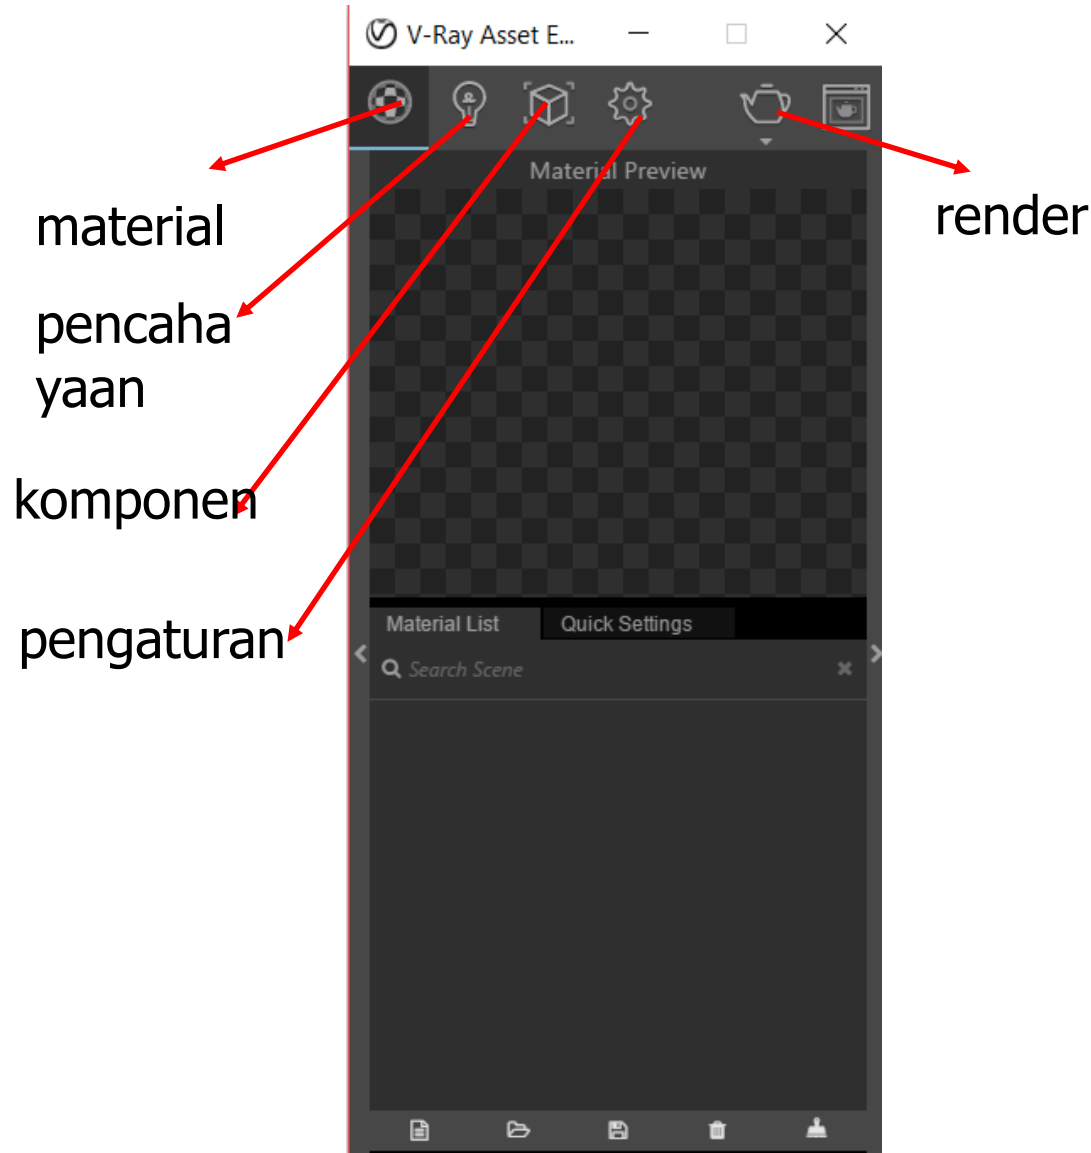 V-Ray Asset E...
Material Preview
material
render
pencaha
yaan
komponen
pengaturan
Material List
Quick Settings
Search Scene